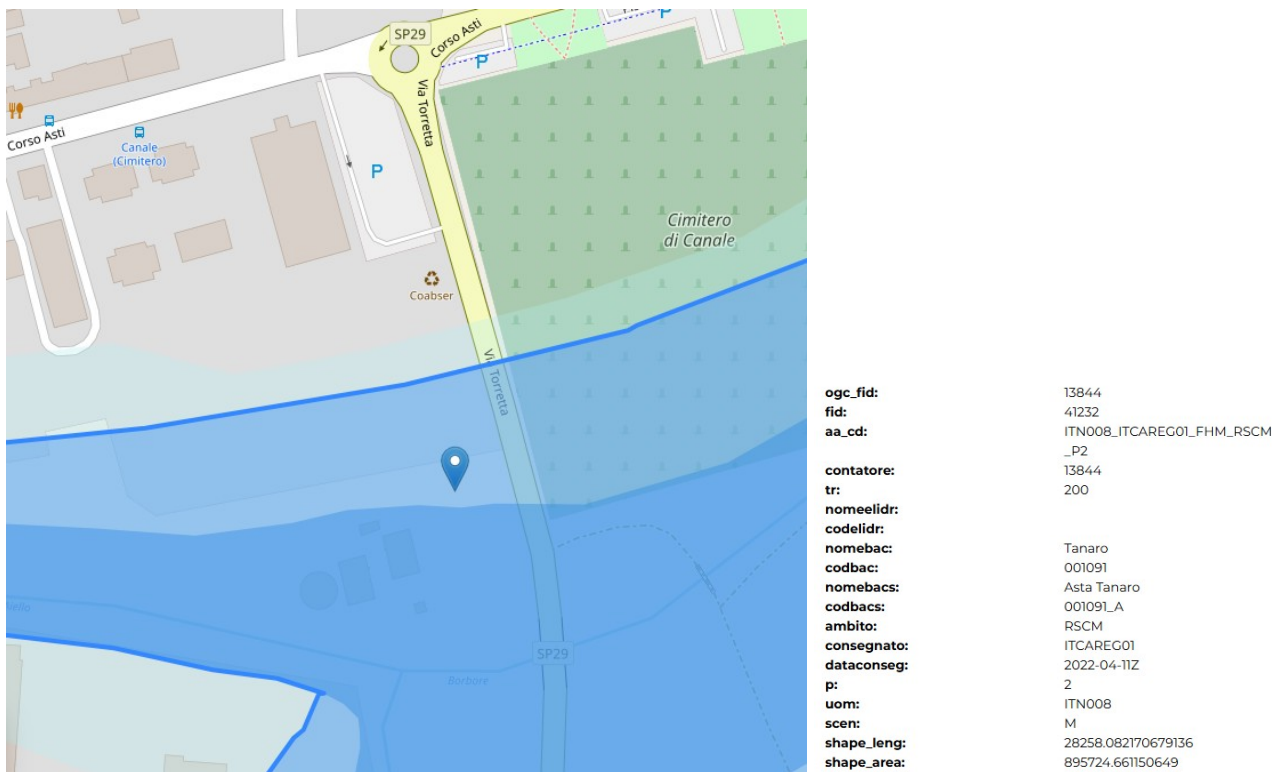 SP29
Corso Asti
P
P
Via Torretta
Corso Asti
Canale
(Cimitero)
P
Cimitero
di Canale
Coabser
Via Torretta
SP29
Borbore
ogc_fid: 13844
fid: 41232
aa_cd: ITN008_ITCAREG01_FHM_RSCM
_P2
contatore: 13844
tr: 200
nomeelidr:
codelidr:
nomebac: Tanaro
codbac: 001091
nomebacs: Asta Tanaro
codbacs: 001091_A
ambito: RSCM
consegnato: ITCAREG01
dataconseg: 2022-04-11Z
p: 2
uom: ITN008
scen: M
shape_leng: 28258.082170679136
shape_area: 895724.661150649